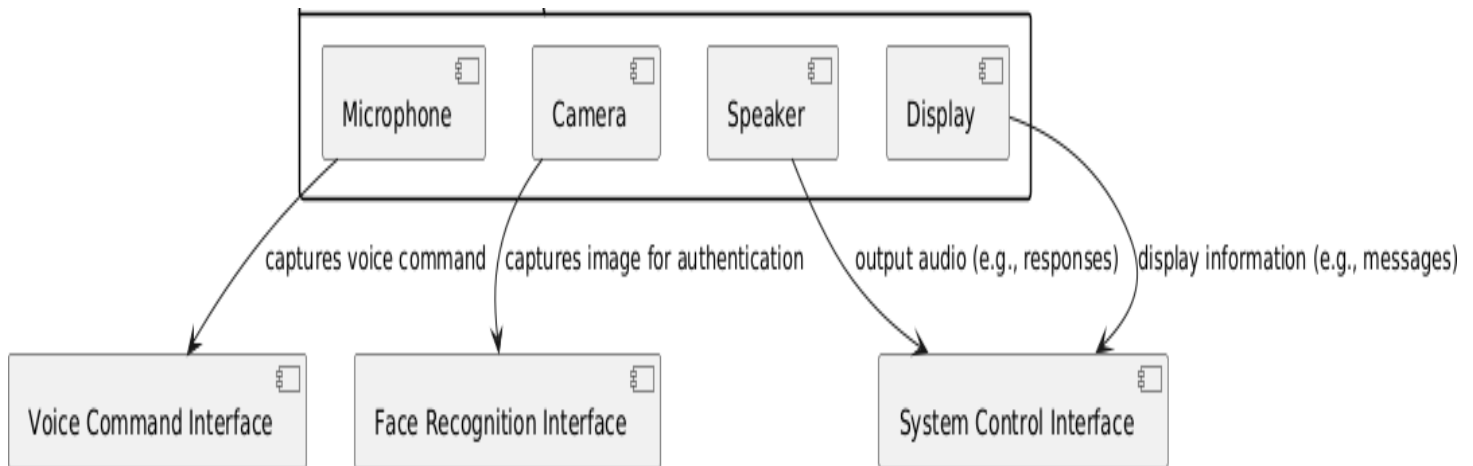 Microphone
Camera
Speaker
Display
captures voice command
captures image for authentication
output audio (e.g., responses)
display information (e.g., messages)
Voice Command Interface
Face Recognition Interface
System Control Interface